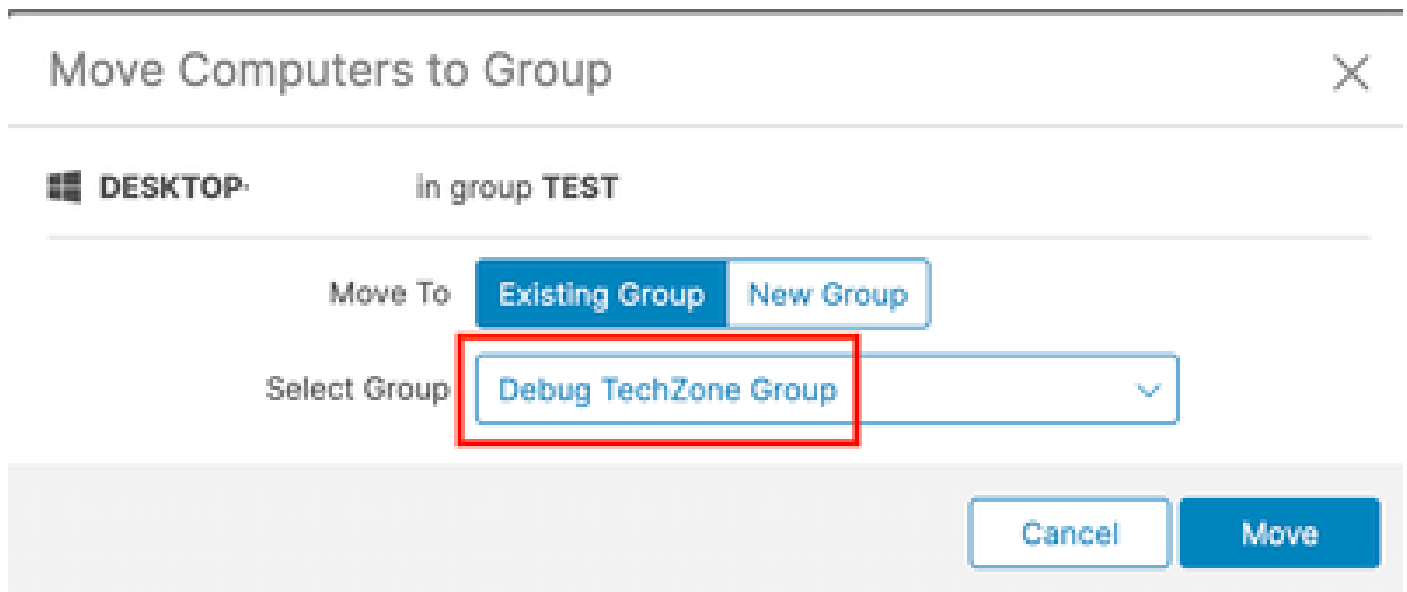 Move Computers to Group
DESKTOP- in group TEST
Move To Existing Group New Group
Select Group Debug TechZone Group
Cancel Move